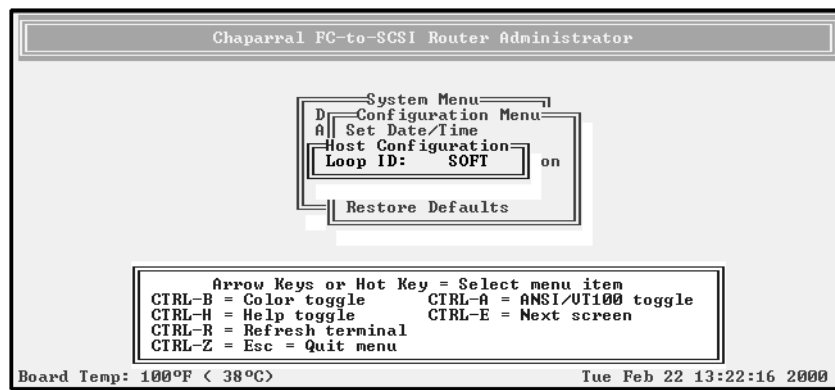 Chaparral FC-to-SCSI Router Administrator
System Menu
D Configuration Menu
A Set Date/Time
Host Configuration
Loop ID: SOFT on
Restore Defaults
Arrow Keys or Hot Key = Select menu item
CTRL-B = Color toggle CTRL-A = ANSI/VT100 toggle
CTRL-H = Help toggle CTRL-E = Next screen
CTRL-R = Refresh terminal
CTRL-Z = Esc = Quit menu
Board Temp: 100ºF ( 38ºC) Tue Feb 22 13:22:16 2000